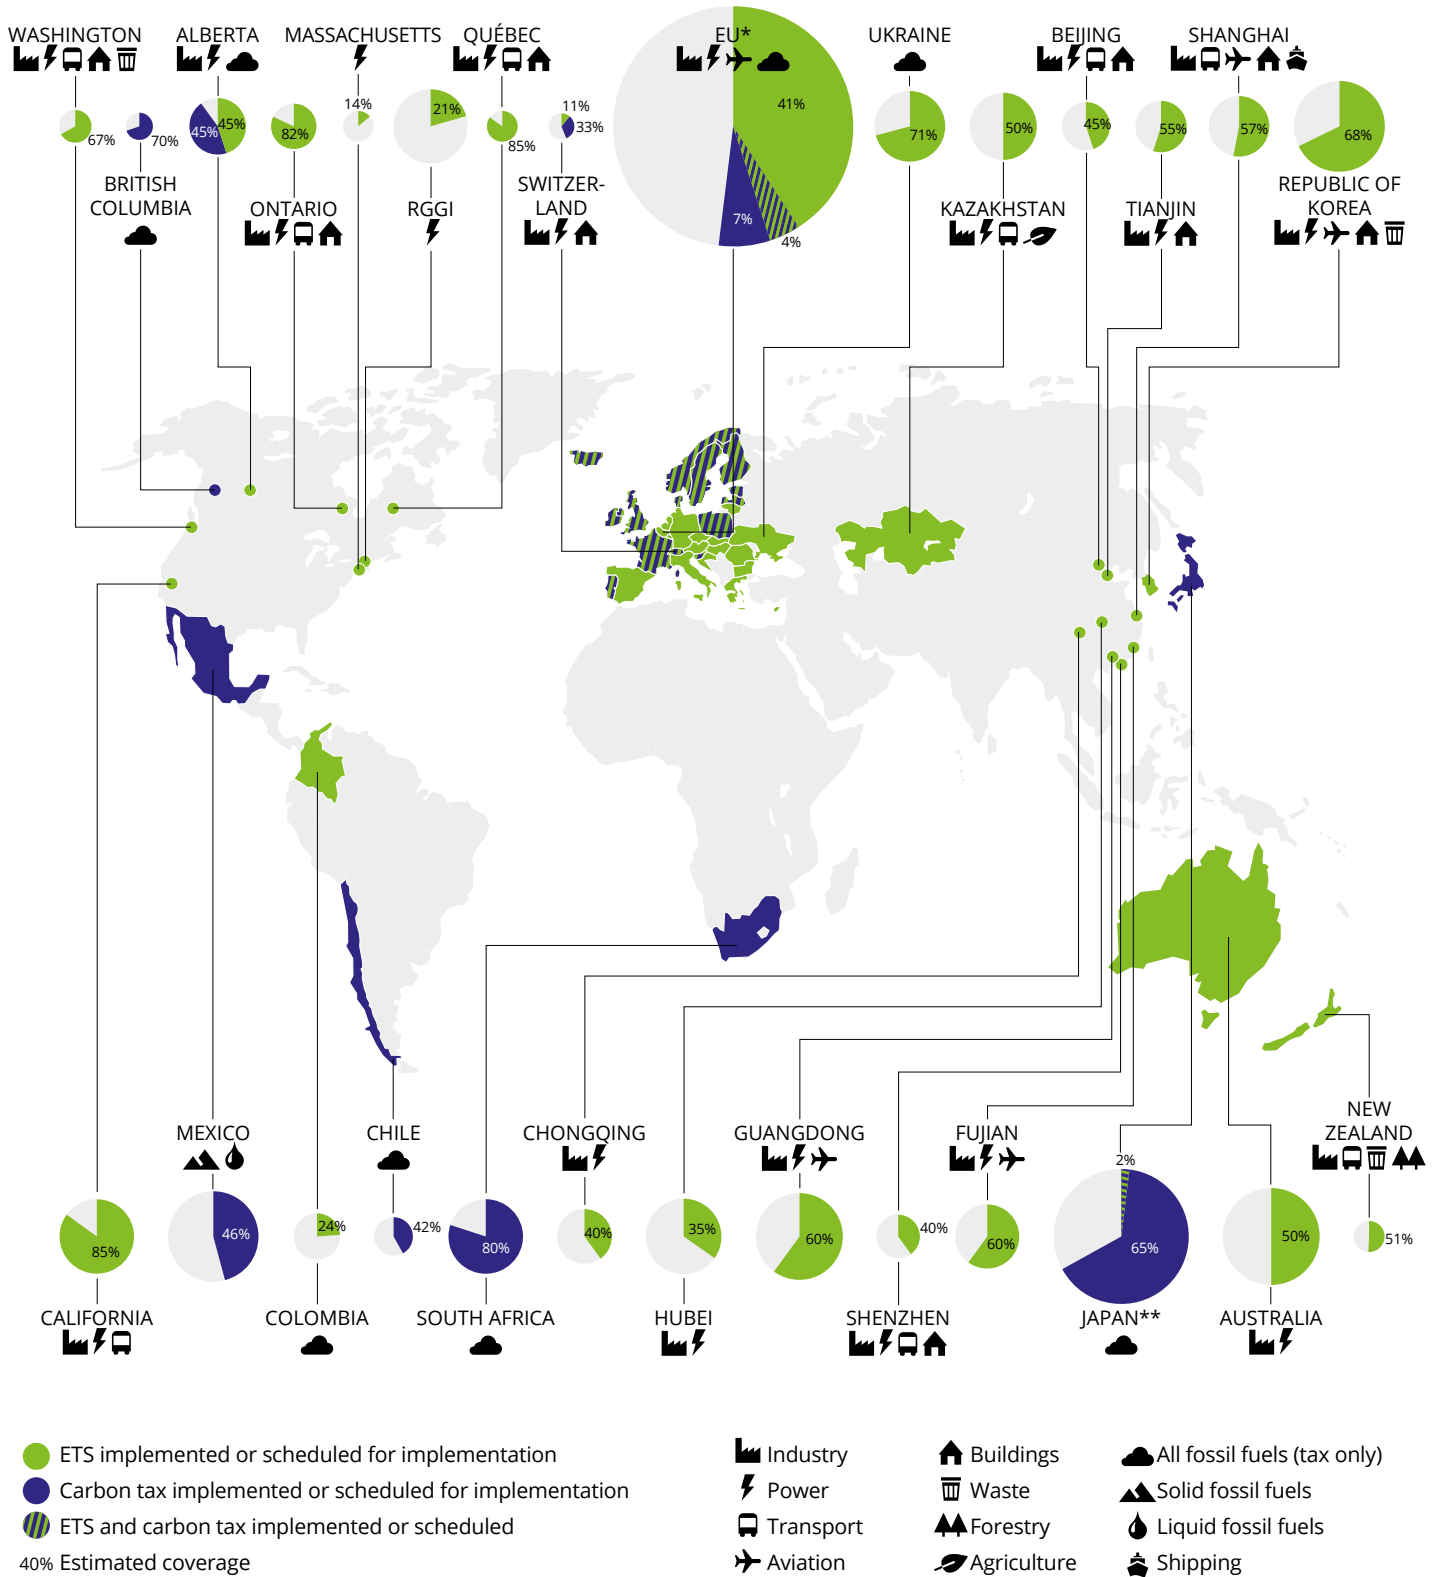 WASHINGTON
ALBERTA
MASSACHUSETTS
QUÉBEC
EU*
UKRAINE
BEIJING
SHANGHAI
67%
70%
45%
45%
82%
14%
21%
85%
11%
33%
41%
7%
4%
71%
50%
45%
55%
57%
68%
BRITISH
COLUMBIA
ONTARIO
RGGI
SWITZER-
LAND
KAZAKHSTAN
TIANJIN
REPUBLIC OF
KOREA
MEXICO
CHILE
CHONGQING
GUANGDONG
FUJIAN
NEW
ZEALAND
85%
46%
24%
42%
80%
40%
35%
60%
40%
60%
2%
65%
50%
51%
CALIFORNIA
COLOMBIA
SOUTH AFRICA
HUBEI
SHENZHEN
JAPAN**
AUSTRALIA
ETS implemented or scheduled for implementation
Carbon tax implemented or scheduled for implementation
ETS and carbon tax implemented or scheduled
40% Estimated coverage
Industry
Power
Transport
Aviation
Buildings
Waste
Forestry
Agriculture
All fossil fuels (tax only)
Solid fossil fuels
Liquid fossil fuels
Shipping